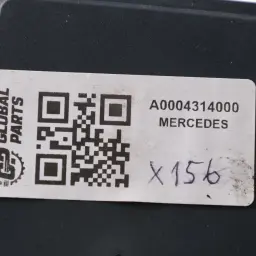 GLOBAL
PARTS
A0004314000
MERCEDES
X156